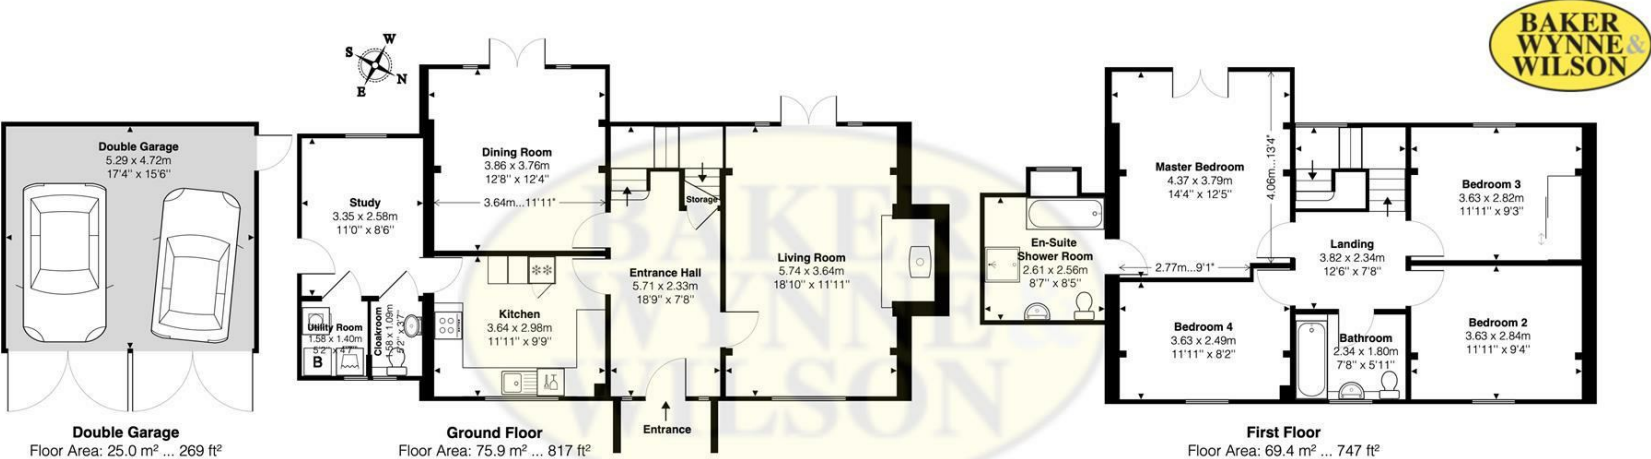 BAKER
WYNNE &
WILSON
S
W
N
E
Double Garage
5.29 x 4.72m
17'4" x 15'6"
Study
3.35 x 2.58m
11'0" x 8'6"
Dining Room
3.86 x 3.76m
12'8" x 12'4"
3.64m...11'11"
Storage
Living Room
5.74 x 3.64m
18'10" x 11'11"
Entrance Hall
5.71 x 2.33m
18'9" x 7'8"
Kitchen
3.64 x 2.98m
11'11" x 9'9"
Utility Room
1.58 x 1.40m
5'2" x 4'7"
B
Cloakroom
1.58 x 1.09m
5'2" x 3'7"
Entrance
BAKER
WYNNE &
WILSON
Master Bedroom
4.37 x 3.79m
14'4" x 12'5"
4.06m...13'4"
2.77m...9'1"
En-Suite
Shower Room
2.61 x 2.56m
8'7" x 8'5"
Landing
3.82 x 2.34m
12'6" x 7'8"
Bedroom 3
3.63 x 2.82m
11'11" x 9'3"
Bedroom 4
3.63 x 2.49m
11'11" x 8'2"
Bathroom
2.34 x 1.80m
7'8" x 5'11"
Bedroom 2
3.63 x 2.84m
11'11" x 9'4"
Double Garage
Floor Area: 25.0 m² ... 269 ft²
Ground Floor
Floor Area: 75.9 m² ... 817 ft²
First Floor
Floor Area: 69.4 m² ... 747 ft²